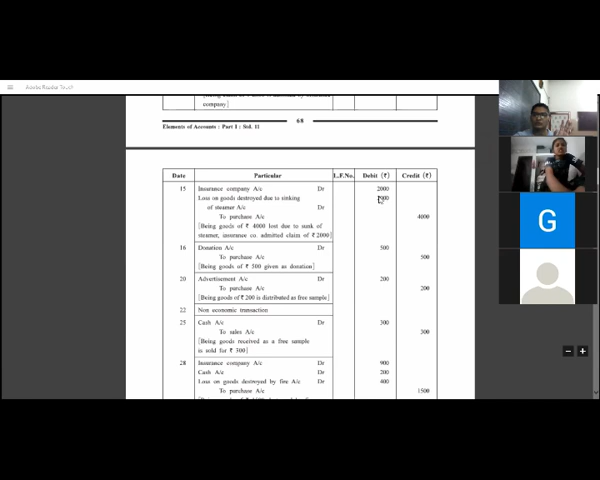 Adobe Reader Touch
company]
68
Elements of Accounts : Part I : Sol. 11
Date Particular L.F.No. Debit (₹) Credit (₹)
15 Insurance company A/c Dr 2000
Loss on goods destroyed due to sinking
of steamer A/c Dr
To purchase A/c 4000
[Being goods of ₹ 4000 lost due to sunk of
steamer, insurance co. admitted claim of ₹ 2000]
16 Donation A/c Dr 500
To purchase A/c 500
[Being goods of ₹ 500 given as donation]
20 Advertisement A/c Dr 200
To purchase A/c 200
[Being goods of ₹ 200 is distributed as free sample]
22 Non economic transaction
25 Cash A/c Dr 300
To sales A/c 300
[Being goods received as a free sample
is sold for ₹ 300]
28 Insurance company A/c Dr 900
Cash A/c Dr 200
Loss on goods destroyed by fire A/c Dr 400
To purchase A/c 1500
G